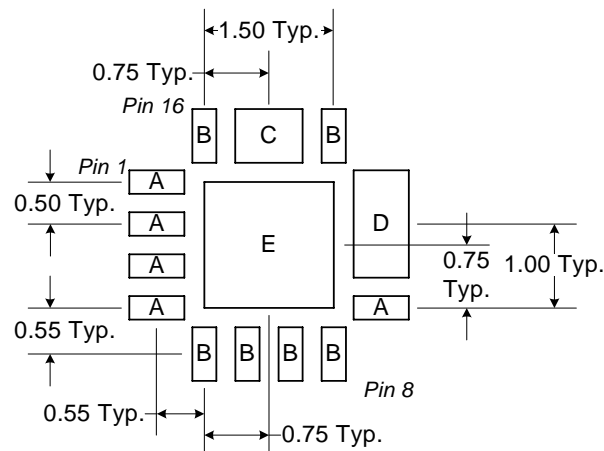 1.50 Typ.
0.75 Typ.
Pin 16
B
C
B
Pin 1
A
0.50 Typ.
A
E
D
A
0.75
Typ.
1.00 Typ.
A
A
0.55 Typ.
B
B
B
B
Pin 8
0.55 Typ.
0.75 Typ.